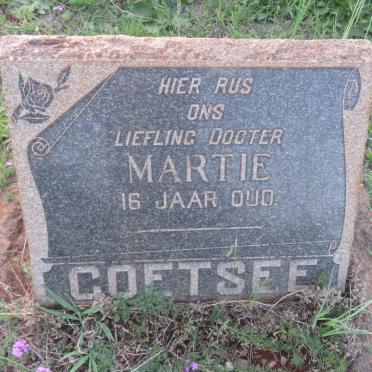 HIER RUS
ONS
LIEFLING DOGTER
MARTIE
16 JAAR OUD.
COETSEE